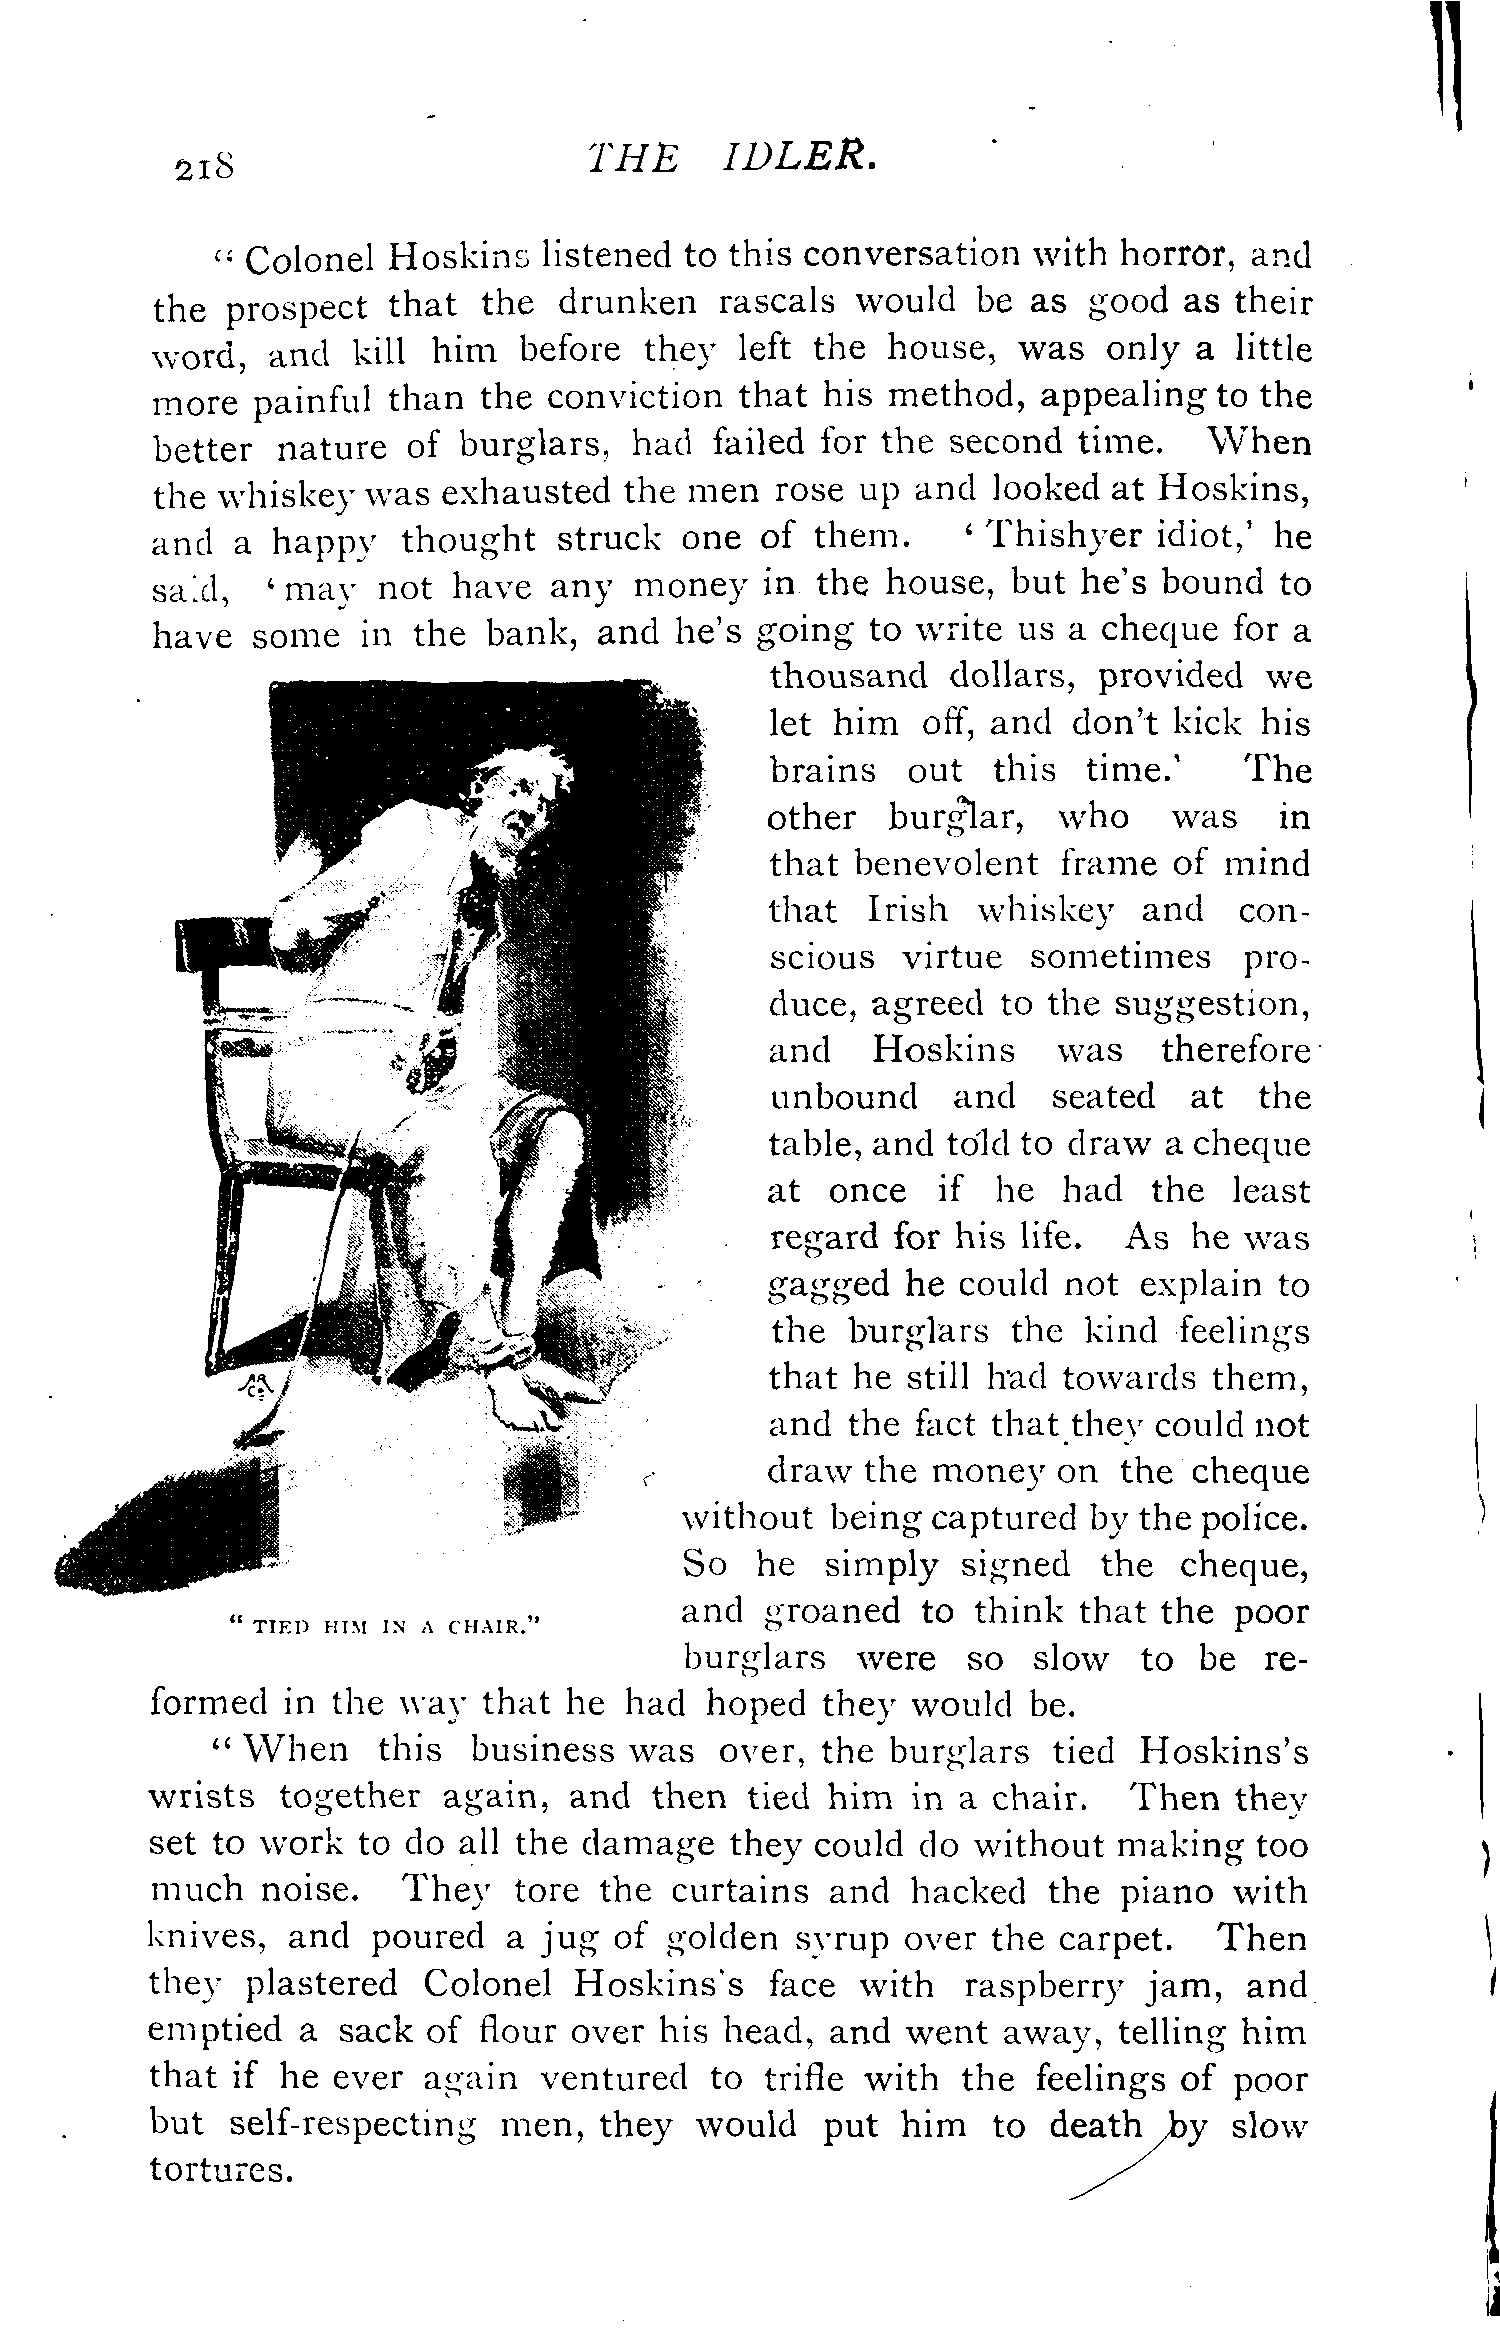 218
THE IDLER.
“ Colonel Hoskins listened to this conversation with horror, and
the prospect that the drunken rascals would be as good as their
word, and kill him before they left the house, was only a little
more painful than the conviction that his method, appealing to the
better nature of burglars, had failed for the second time. When
the whiskey was exhausted the men rose up and looked at Hoskins,
and a happy thought struck one of them. ‘ Thishyer idiot,’ he
said, ‘ may not have any money in the house, but he’s bound to
have some in the bank, and he’s going to write us a cheque for a
thousand dollars, provided we
let him off, and don’t kick his
brains out this time.’ The
other burglar, who was in
that benevolent frame of mind
that Irish whiskey and con-
scious virtue sometimes pro-
duce, agreed to the suggestion,
and Hoskins was therefore
unbound and seated at the
table, and told to draw a cheque
at once if he had the least
regard for his life. As he was
gagged he could not explain to
the burglars the kind feelings
that he still had towards them,
and the fact that they could not
draw the money on the cheque
without being captured by the police.
So he simply signed the cheque,
and groaned to think that the poor
burglars were so slow to be re-
“ TIED HIM IN A CHAIR.”
formed in the way that he had hoped they would be.
“ When this business was over, the burglars tied Hoskins’s
wrists together again, and then tied him in a chair. Then they
set to work to do all the damage they could do without making too
much noise. They tore the curtains and hacked the piano with
knives, and poured a jug of golden syrup over the carpet. Then
they plastered Colonel Hoskins’s face with raspberry jam, and
emptied a sack of flour over his head, and went away, telling him
that if he ever again ventured to trifle with the feelings of poor
but self-respecting men, they would put him to death by slow
tortures.